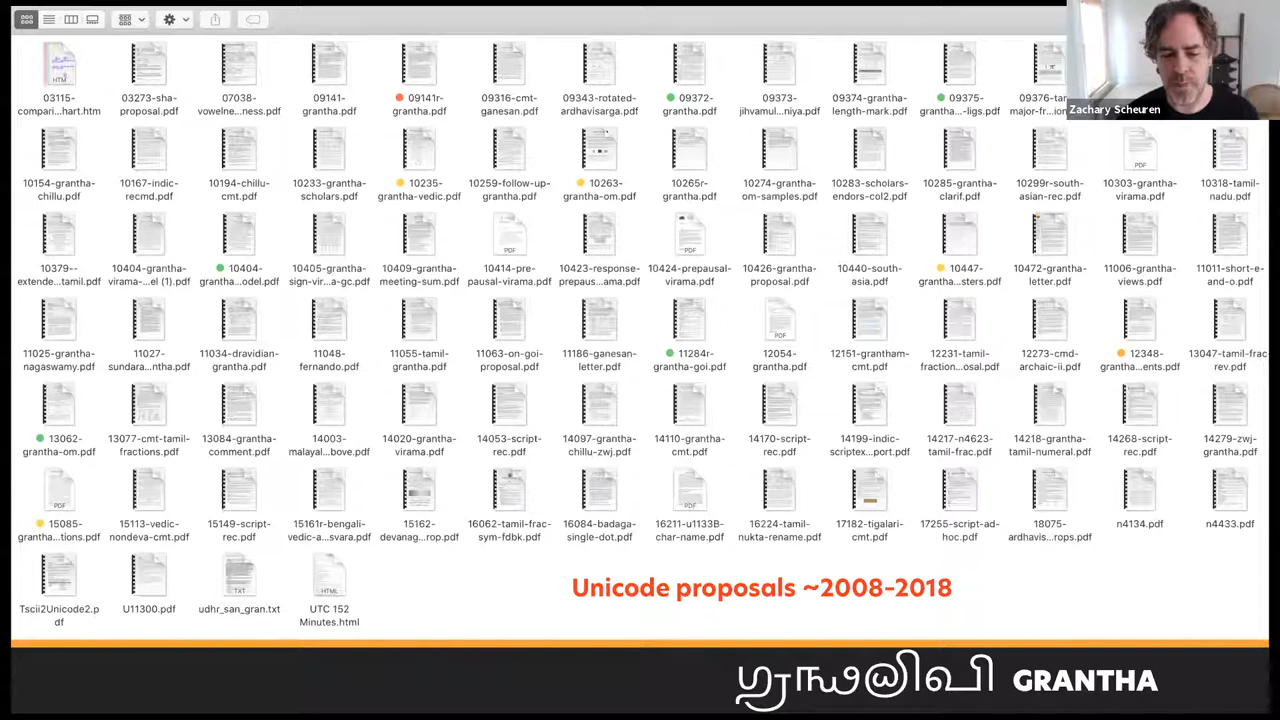 Zachary Scheuren
03115-
compari...hart.htm
03273-sha-
proposal.pdf
07038-
vowelne...ness.pdf
09141-
grantha.pdf
09141r-
grantha.pdf
09316-cmt-
ganesan.pdf
09343-rotated-
ardhavisarga.pdf
09372-
grantha.pdf
09373-
jihvamul...niya.pdf
09374-grantha-
length-mark.pdf
09375-
grantha...-ligs.pdf
10154-grantha-
chillu.pdf
10167-indic-
recmd.pdf
10194-chillu-
cmt.pdf
10233-grantha-
scholars.pdf
10235-
grantha-vedic.pdf
10259-follow-up-
grantha.pdf
10263-
grantha-om.pdf
10265r-
grantha.pdf
10274-grantha-
om-samples.pdf
10283-scholars-
endors-col2.pdf
10285-grantha-
clarif.pdf
10299r-south-
asian-rec.pdf
10303-grantha-
virama.pdf
10318-tamil-
nadu.pdf
10379--
extende...tamil.pdf
10404-grantha-
virama-...el (1).pdf
10404-
grantha...odel.pdf
10405-grantha-
sign-vir...a-gc.pdf
10409-grantha-
meeting-sum.pdf
10414-pre-
pausal-virama.pdf
10423-response-
prepaus...ama.pdf
10424-prepausal-
virama.pdf
10426-grantha-
proposal.pdf
10440-south-
asia.pdf
10447-
grantha...sters.pdf
10472-grantha-
letter.pdf
11006-grantha-
views.pdf
11011-short-e-
and-o.pdf
11025-grantha-
nagaswamy.pdf
11027-
sundara...ntha.pdf
11034-dravidian-
grantha.pdf
11048-
fernando.pdf
11055-tamil-
grantha.pdf
11063-on-goi-
proposal.pdf
11186-ganesan-
letter.pdf
11284r-
grantha-goi.pdf
12054-
grantha.pdf
12151-grantham-
cmt.pdf
12231-tamil-
fraction...osal.pdf
12273-cmd-
archaic-ii.pdf
12348-
grantha...ents.pdf
13047-tamil-frac-
rev.pdf
13062-
grantha-om.pdf
13077-cmt-tamil-
fractions.pdf
13084-grantha-
comment.pdf
14003-
malayal...bove.pdf
14020-grantha-
virama.pdf
14053-script-
rec.pdf
14097-grantha-
chillu-zwj.pdf
14110-grantha-
cmt.pdf
14170-script-
rec.pdf
14199-indic-
scriptex...port.pdf
14217-n4623-
tamil-frac.pdf
14218-grantha-
tamil-numeral.pdf
14268-script-
rec.pdf
14279-zwj-
grantha.pdf
15085-
grantha...tions.pdf
15113-vedic-
nondeva-cmt.pdf
15149-script-
rec.pdf
15161r-bengali-
vedic-a...svara.pdf
15162-
devanag...rop.pdf
16062-tamil-frac-
sym-fdbk.pdf
16084-badaga-
single-dot.pdf
16211-u1133B-
char-name.pdf
16224-tamil-
nukta-rename.pdf
17182-tigalari-
cmt.pdf
17255-script-ad-
hoc.pdf
18075-
ardhavis...rops.pdf
n4134.pdf
n4433.pdf
Tscii2Unicode2.p
df
U11300.pdf
udhr_san_gran.txt
UTC 152
Minutes.html
Unicode proposals ~2008-2018
GRANTHA